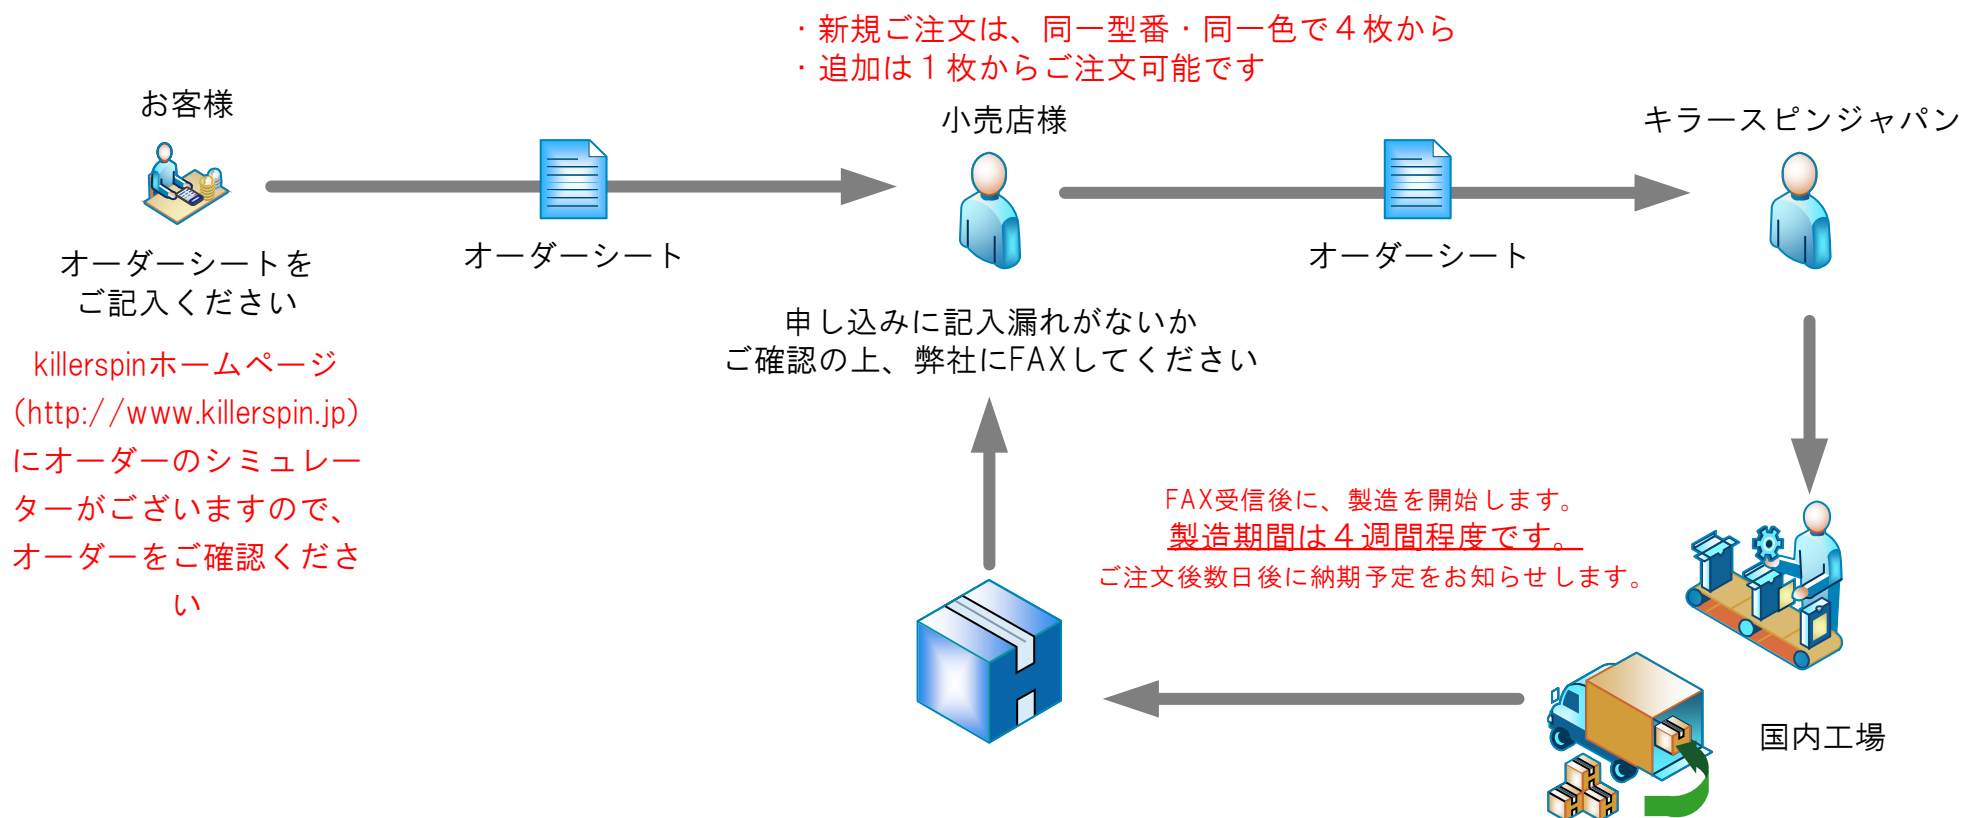 ・新規ご注文は、同一型番・同一色で４枚から
・追加は１枚からご注文可能です
お客様
小売店様
キラースピンジャパン
オーダーシート
オーダーシート
オーダーシートを
ご記入ください
申し込みに記入漏れがないか
ご確認の上、弊社にFAXしてください
killerspinホームページ
（http://www.killerspin.jp）
にオーダーのシミュレー
ターがございますので、
オーダーをご確認くださ
い
FAX受信後に、製造を開始します。
製造期間は４週間程度です。
ご注文後数日後に納期予定をお知らせします。
国内工場